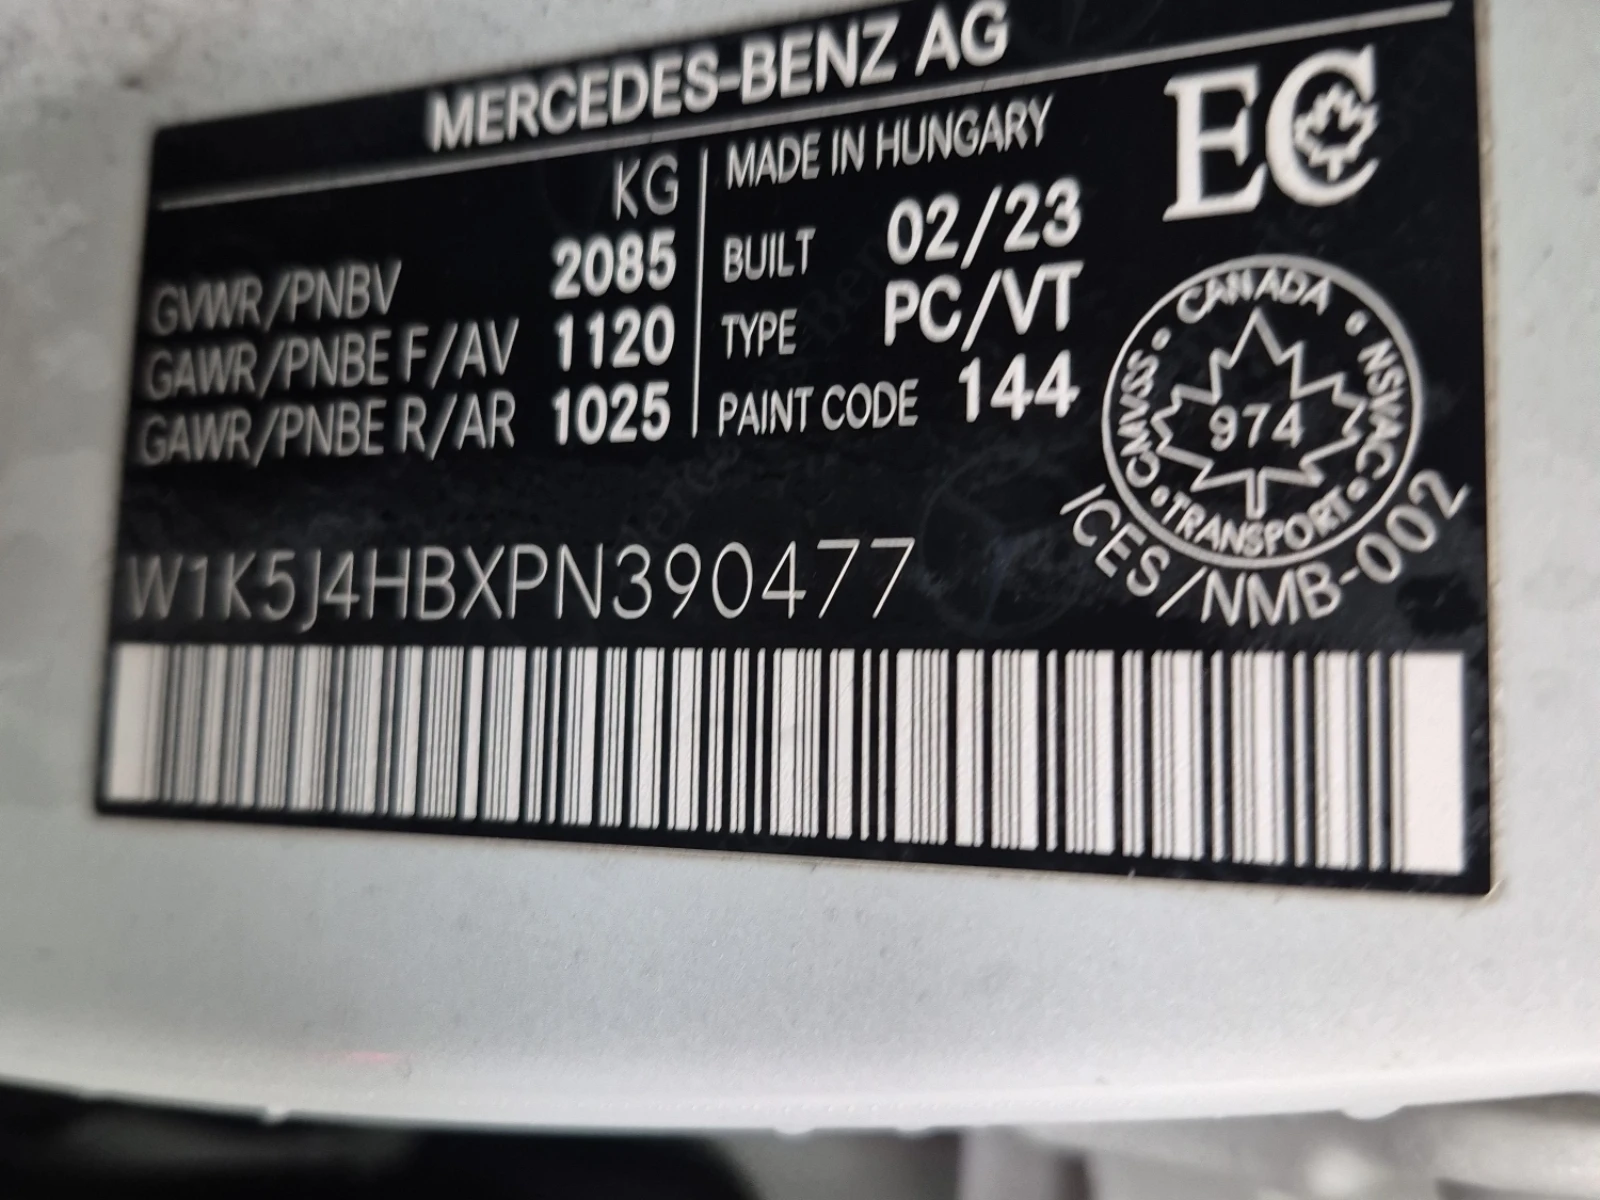 MERCEDES-BENZ AG
KG
GVWR/PNBV 2085
GAWR/PNBE F/AV 1120
GAWR/PNBE R/AR 1025
MADE IN HUNGARY
BUILT 02/23
TYPE PC/VT
PAINT CODE 144
EC
CANADA • NSVAC • TRANSPORT • CMVSS •
974
ICES/NMB-002
W1K5J4HBXPN390477